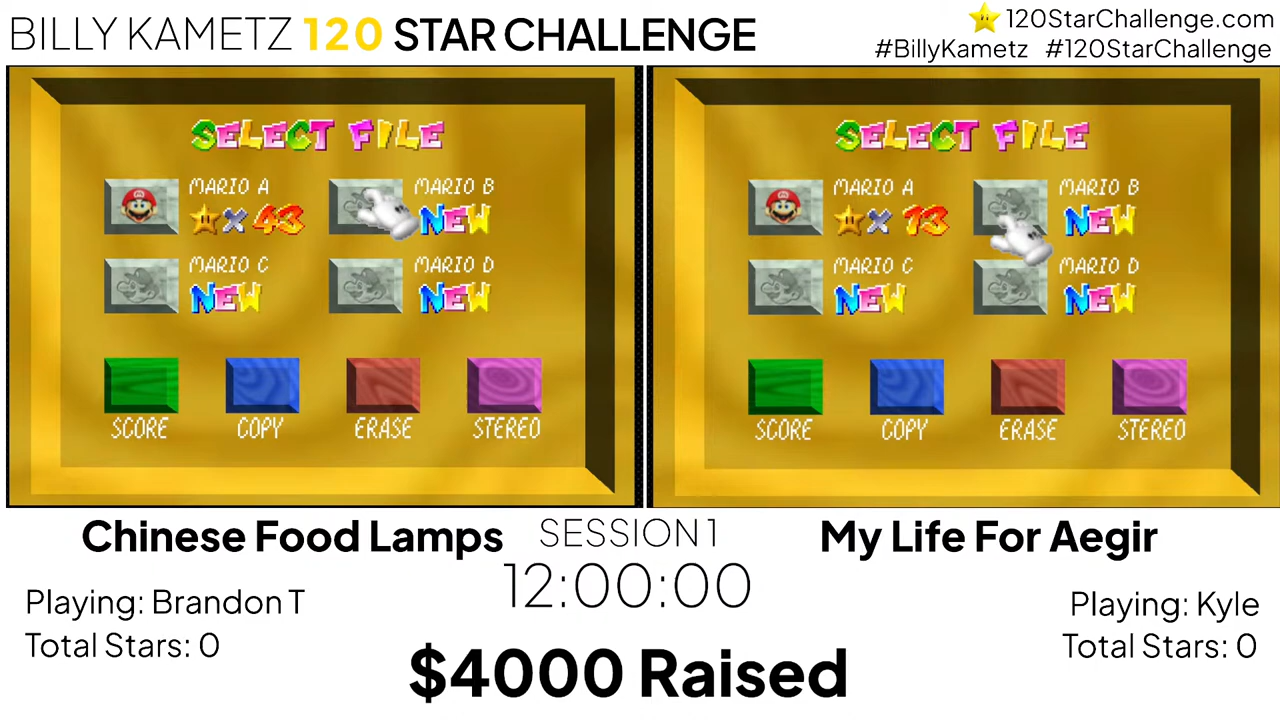 BILLY KAMETZ 120 STAR CHALLENGE
120StarChallenge.com
#BillyKametz #120StarChallenge
SELECT FILE
MARIO A
MARIO B
x 43
NEW
MARIO C
MARIO D
NEW
NEW
SCORE
COPY
ERASE
STEREO
SELECT FILE
MARIO A
MARIO B
x 73
NEW
MARIO C
MARIO D
NEW
NEW
SCORE
COPY
ERASE
STEREO
Chinese Food Lamps
SESSION 1
My Life For Aegir
12:00:00
Playing: Brandon T
Total Stars: 0
Playing: Kyle
Total Stars: 0
$4000 Raised